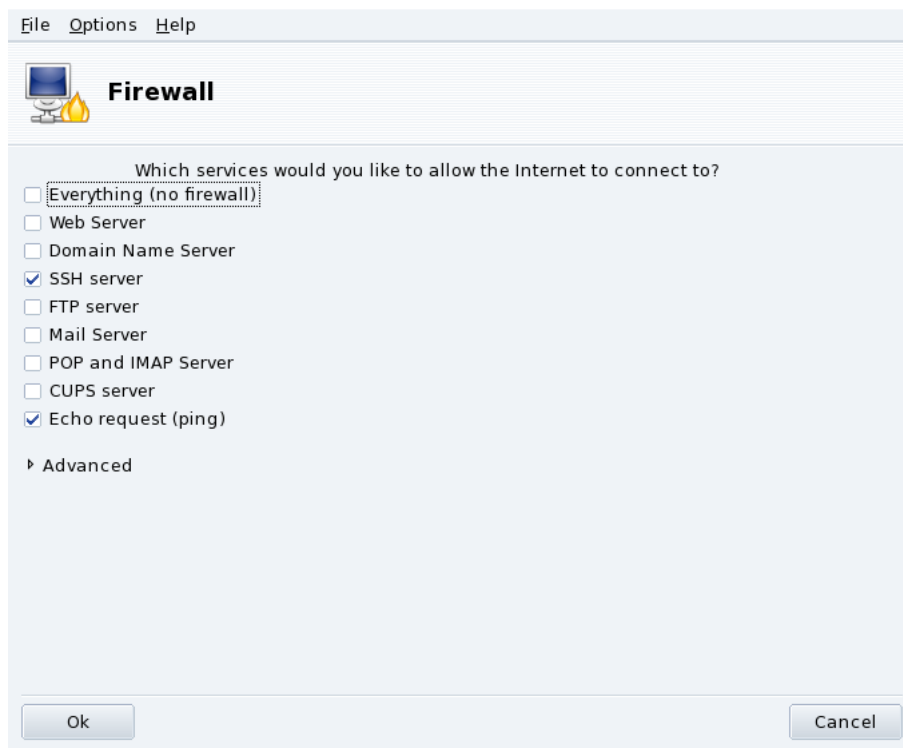 File Options Help
Firewall
Which services would you like to allow the Internet to connect to?
Everything (no firewall)
Web Server
Domain Name Server
SSH server
FTP server
Mail Server
POP and IMAP Server
CUPS server
Echo request (ping)
Advanced
Ok Cancel